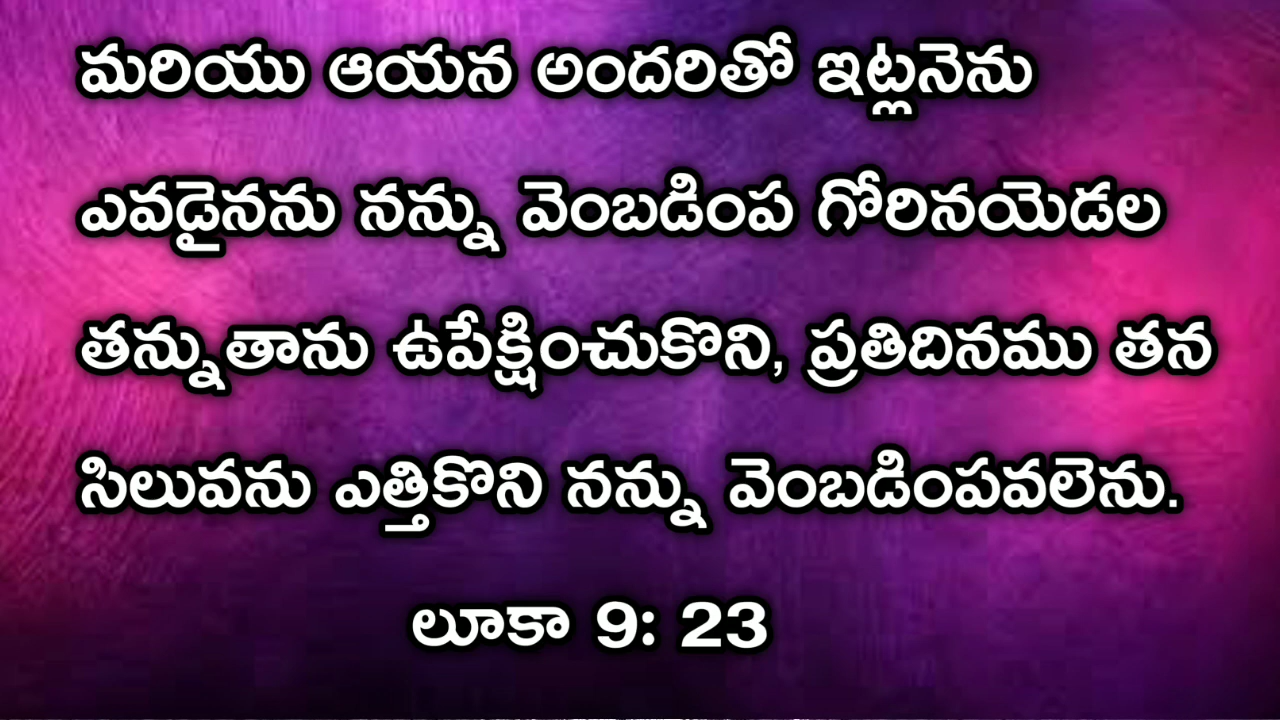 మరియు ఆయన అందరితో ఇట్లనెను
ఎవడైనను నన్ను వెంబడింప గోరినయెడల
తన్నుతాను ఉపేక్షించుకొని, ప్రతిదినము తన
సిలువను ఎత్తికొని నన్ను వెంబడింపవలెను.
లూకా 9: 23